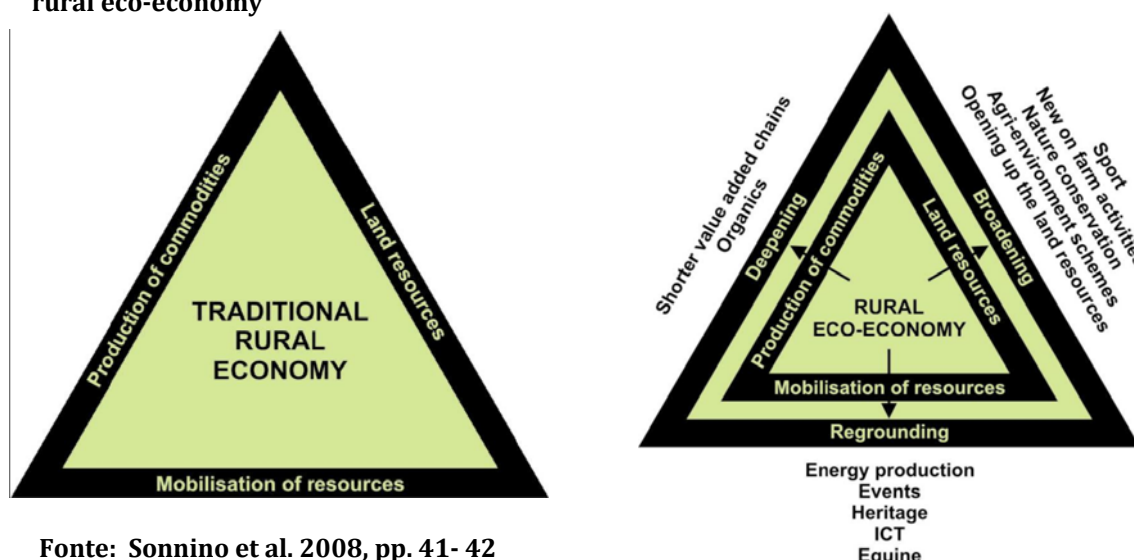 rural eco-economy
Production of commodities
Land resources
TRADITIONAL
RURAL
ECONOMY
Mobilisation of resources
Fonte: Sonnino et al. 2008, pp. 41- 42
Shorter value added chains
Organics
Deepening
Production of commodities
RURAL
ECO-ECONOMY
Land resources
Broadening
Sport
New on farm activities
Nature conservation
Agri-environment schemes
Opening up the land resources
Mobilisation of resources
Regrounding
Energy production
Events
Heritage
ICT
Equine